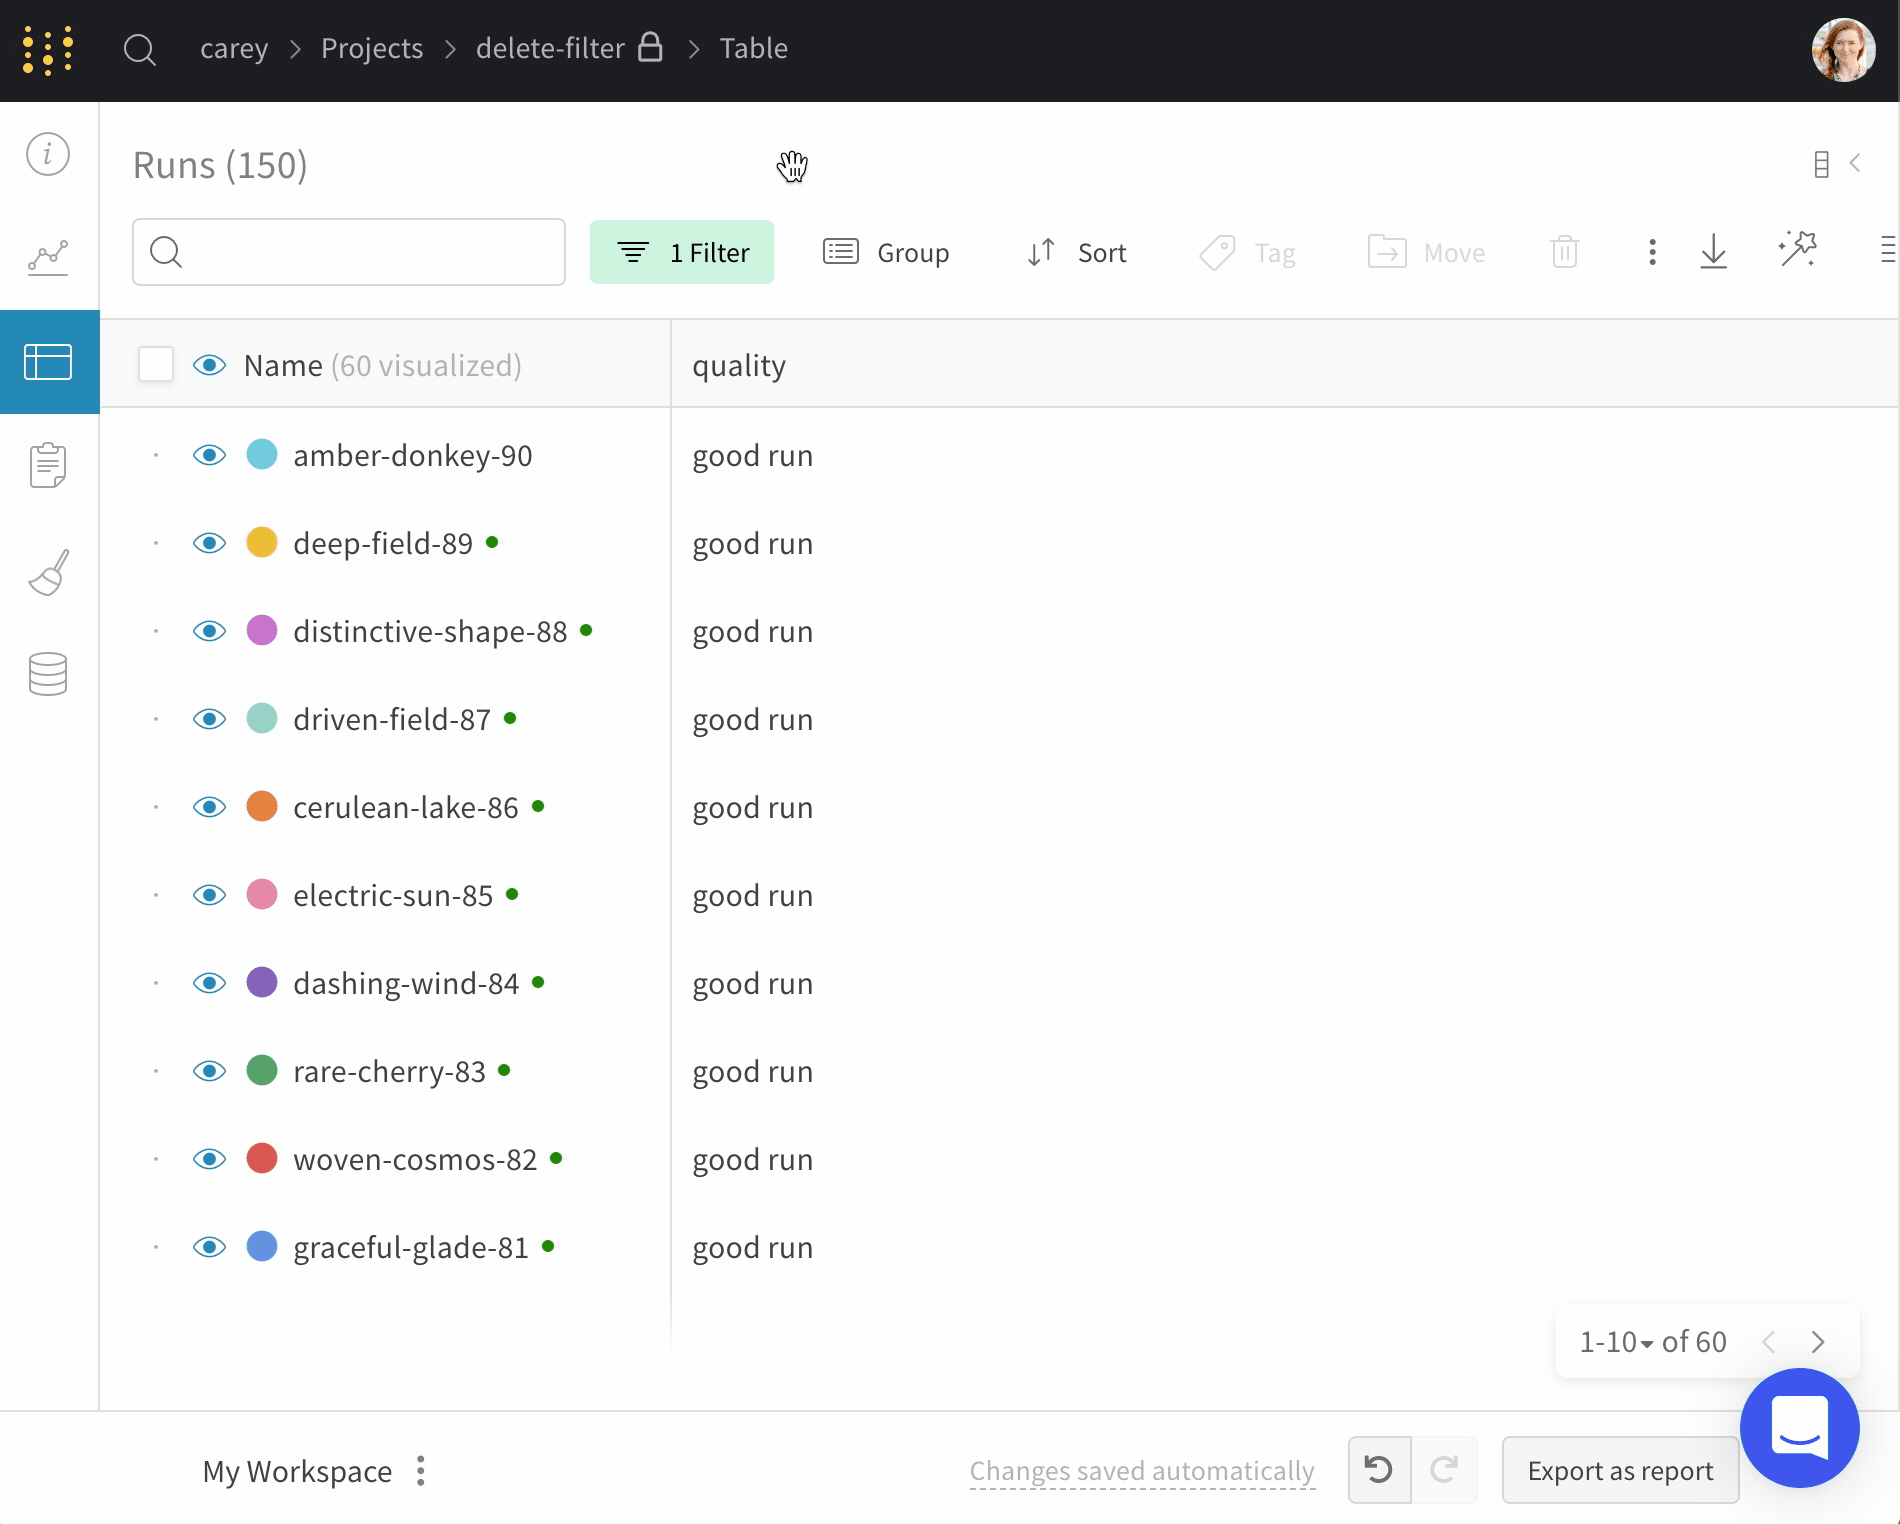 carey > Projects > delete-filter > Table
Runs (150)
1 Filter Group Sort Tag Move
Name (60 visualized) quality
amber-donkey-90 good run
deep-field-89 good run
distinctive-shape-88 good run
driven-field-87 good run
cerulean-lake-86 good run
electric-sun-85 good run
dashing-wind-84 good run
rare-cherry-83 good run
woven-cosmos-82 good run
graceful-glade-81 good run
1-10 of 60
My Workspace Changes saved automatically Export as report